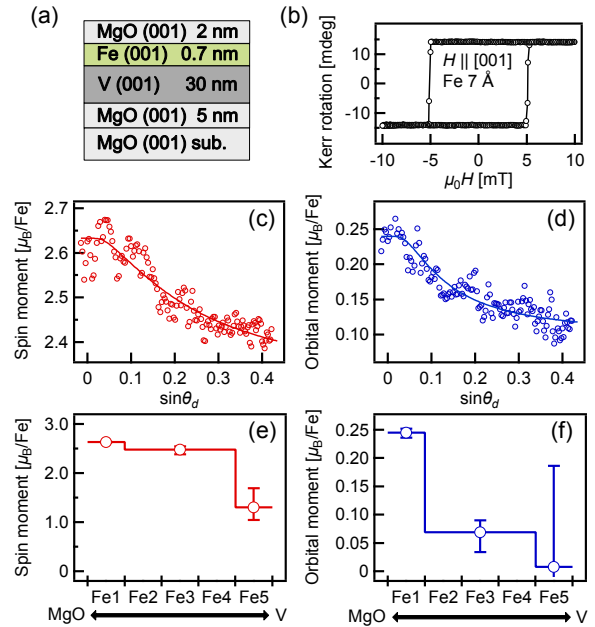 (a)
MgO (001) 2 nm
Fe (001) 0.7 nm
V (001) 30 nm
MgO (001) 5 nm
MgO (001) sub.
(b)
Kerr rotation [mdeg]
10
0
-10
H || [001]
Fe 7 Å
-10 -5 0 5 10
μ0H [mT]
(c)
Spin moment [μB/Fe]
2.7
2.6
2.5
2.4
0 0.1 0.2 0.3 0.4
sinθd
(d)
Orbital moment [μB/Fe]
0.25
0.20
0.15
0.10
0 0.1 0.2 0.3 0.4
sinθd
(e)
Spin moment [μB/Fe]
3.0
2.0
1.0
0
Fe1 Fe2 Fe3 Fe4 Fe5
MgO V
(f)
Orbital moment [μB/Fe]
0.25
0.20
0.15
0.10
0.05
0
Fe1 Fe2 Fe3 Fe4 Fe5
MgO V